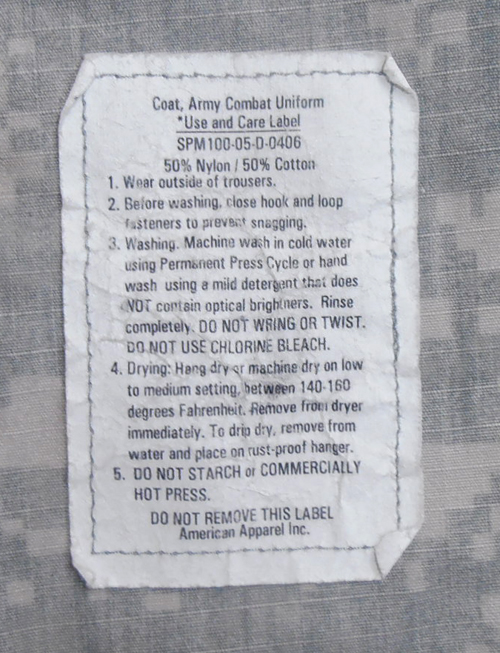 Coat, Army Combat Uniform
*Use and Care Label
SPM100-05-D-0406
50% Nylon / 50% Cotton
1. Wear outside of trousers.
2. Before washing, close hook and loop
fasteners to prevent snagging.
3. Washing. Machine wash in cold water
using Permanent Press Cycle or hand
wash using a mild detergent that does
NOT contain optical brighteners. Rinse
completely. DO NOT WRING OR TWIST.
DO NOT USE CHLORINE BLEACH.
4. Drying: Hang dry or machine dry on low
to medium setting, between 140-160
degrees Fahrenheit. Remove from dryer
immediately. To drip dry, remove from
water and place on rust-proof hanger.
5. DO NOT STARCH or COMMERCIALLY
HOT PRESS.
DO NOT REMOVE THIS LABEL
American Apparel Inc.